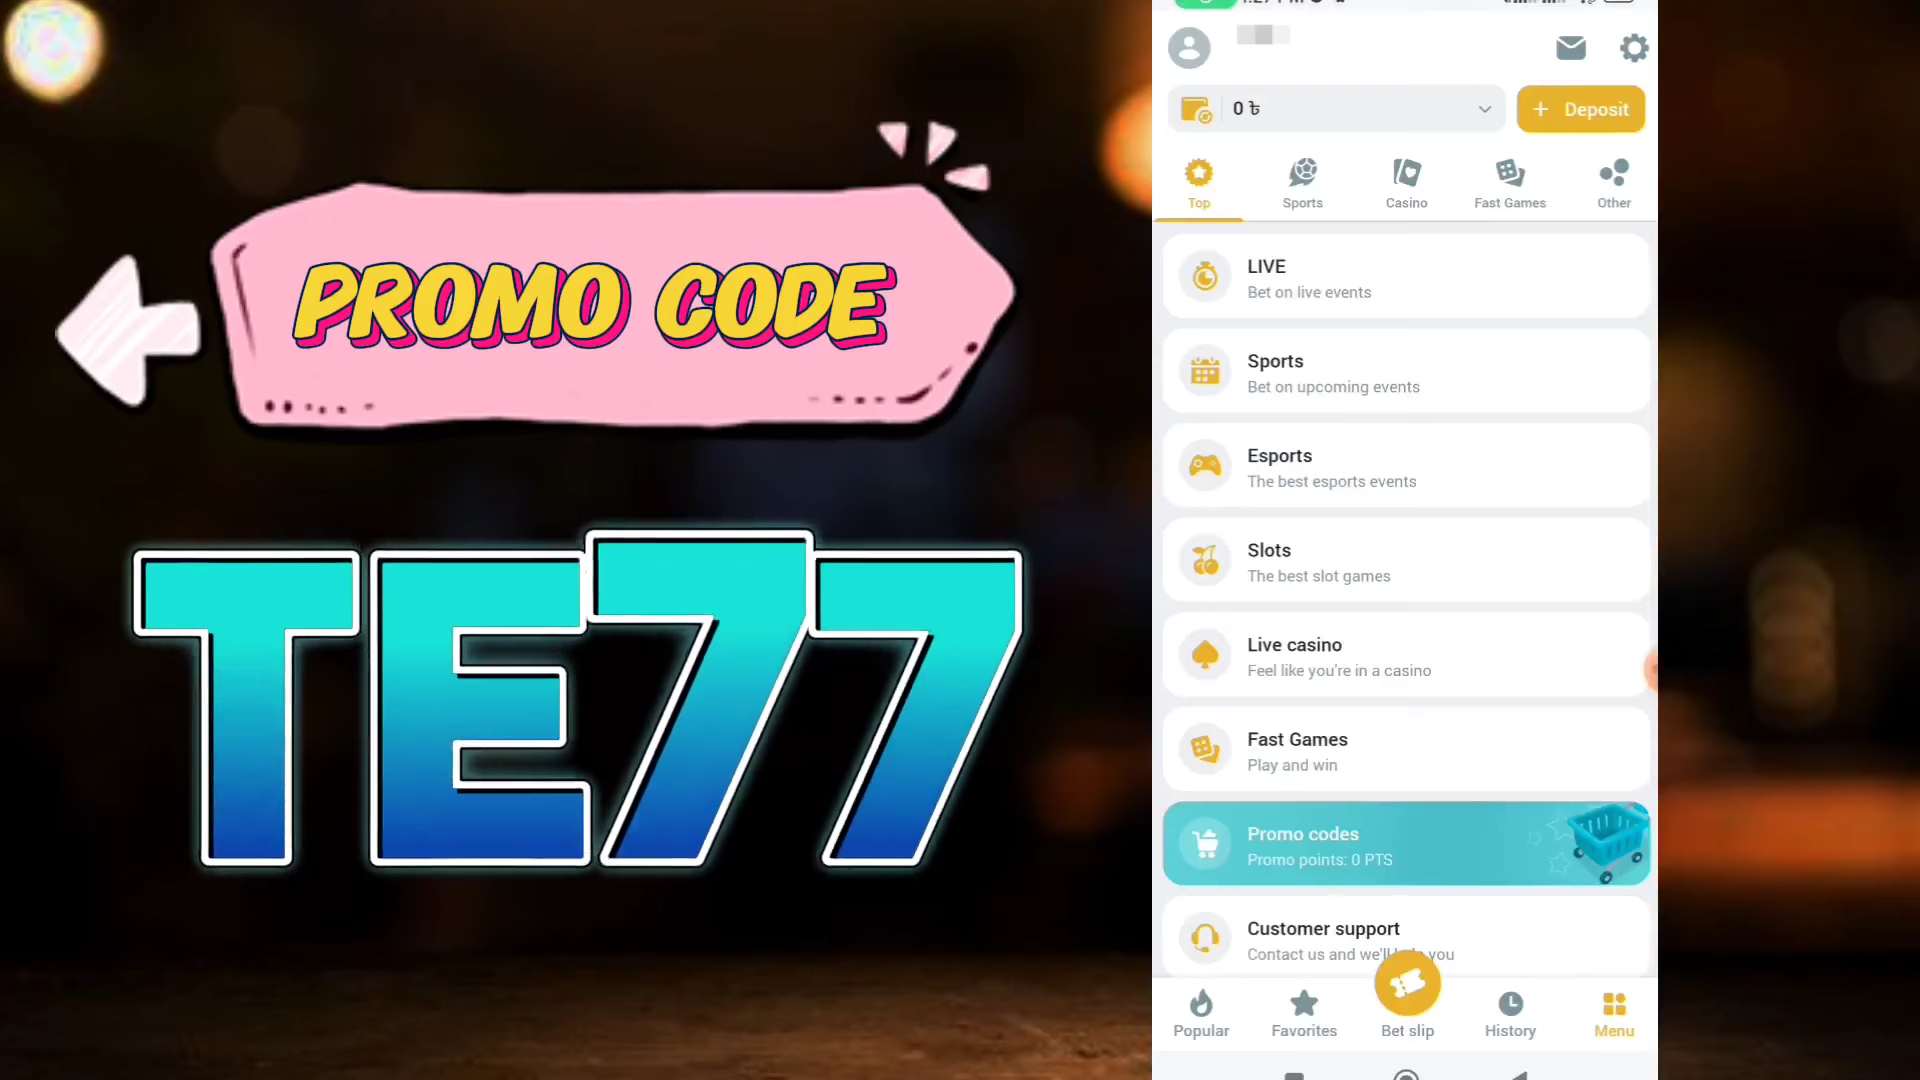 PROMO CODE
TE77
0 ৳
+ Deposit
Top
Sports
Casino
Fast Games
Other
LIVE
Bet on live events
Sports
Bet on upcoming events
Esports
The best esports events
Slots
The best slot games
Live casino
Feel like you're in a casino
Fast Games
Play and win
Promo codes
Promo points: 0 PTS
Customer support
Contact us and we'll you
Popular
Favorites
Bet slip
History
Menu